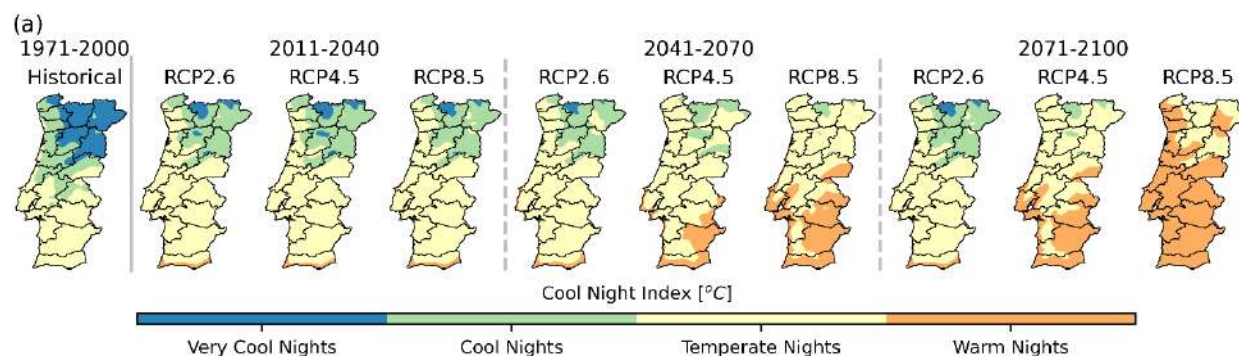 (a)
1971-2000 2011-2040 2041-2070 2071-2100
Historical RCP2.6 RCP4.5 RCP8.5 RCP2.6 RCP4.5 RCP8.5 RCP2.6 RCP4.5 RCP8.5
Cool Night Index [°C]
Very Cool Nights Cool Nights Temperate Nights Warm Nights